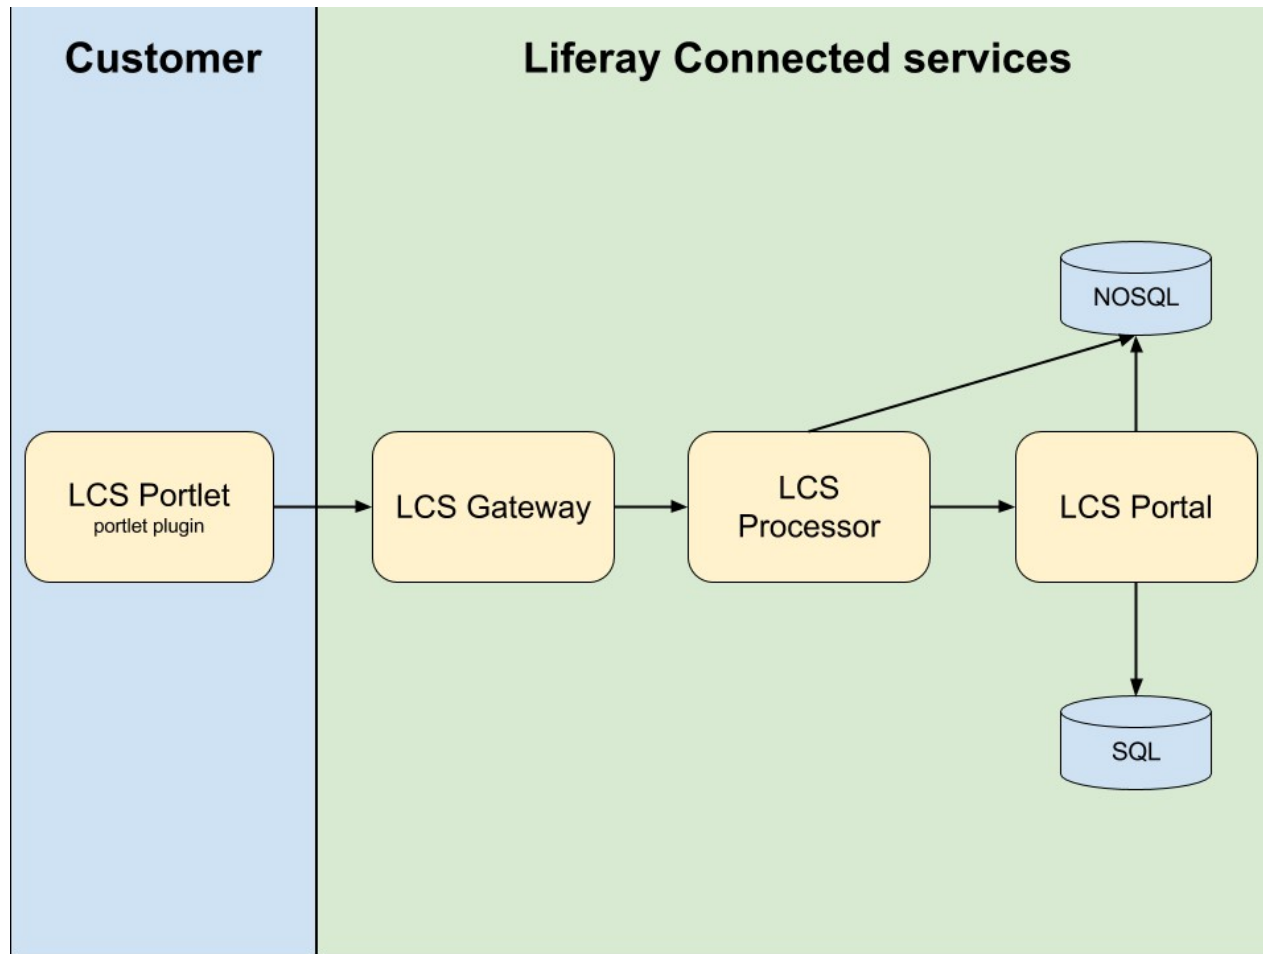 Customer
Liferay Connected services
NOSQL
LCS Portlet
portlet plugin
LCS Gateway
LCS
Processor
LCS Portal
SQL